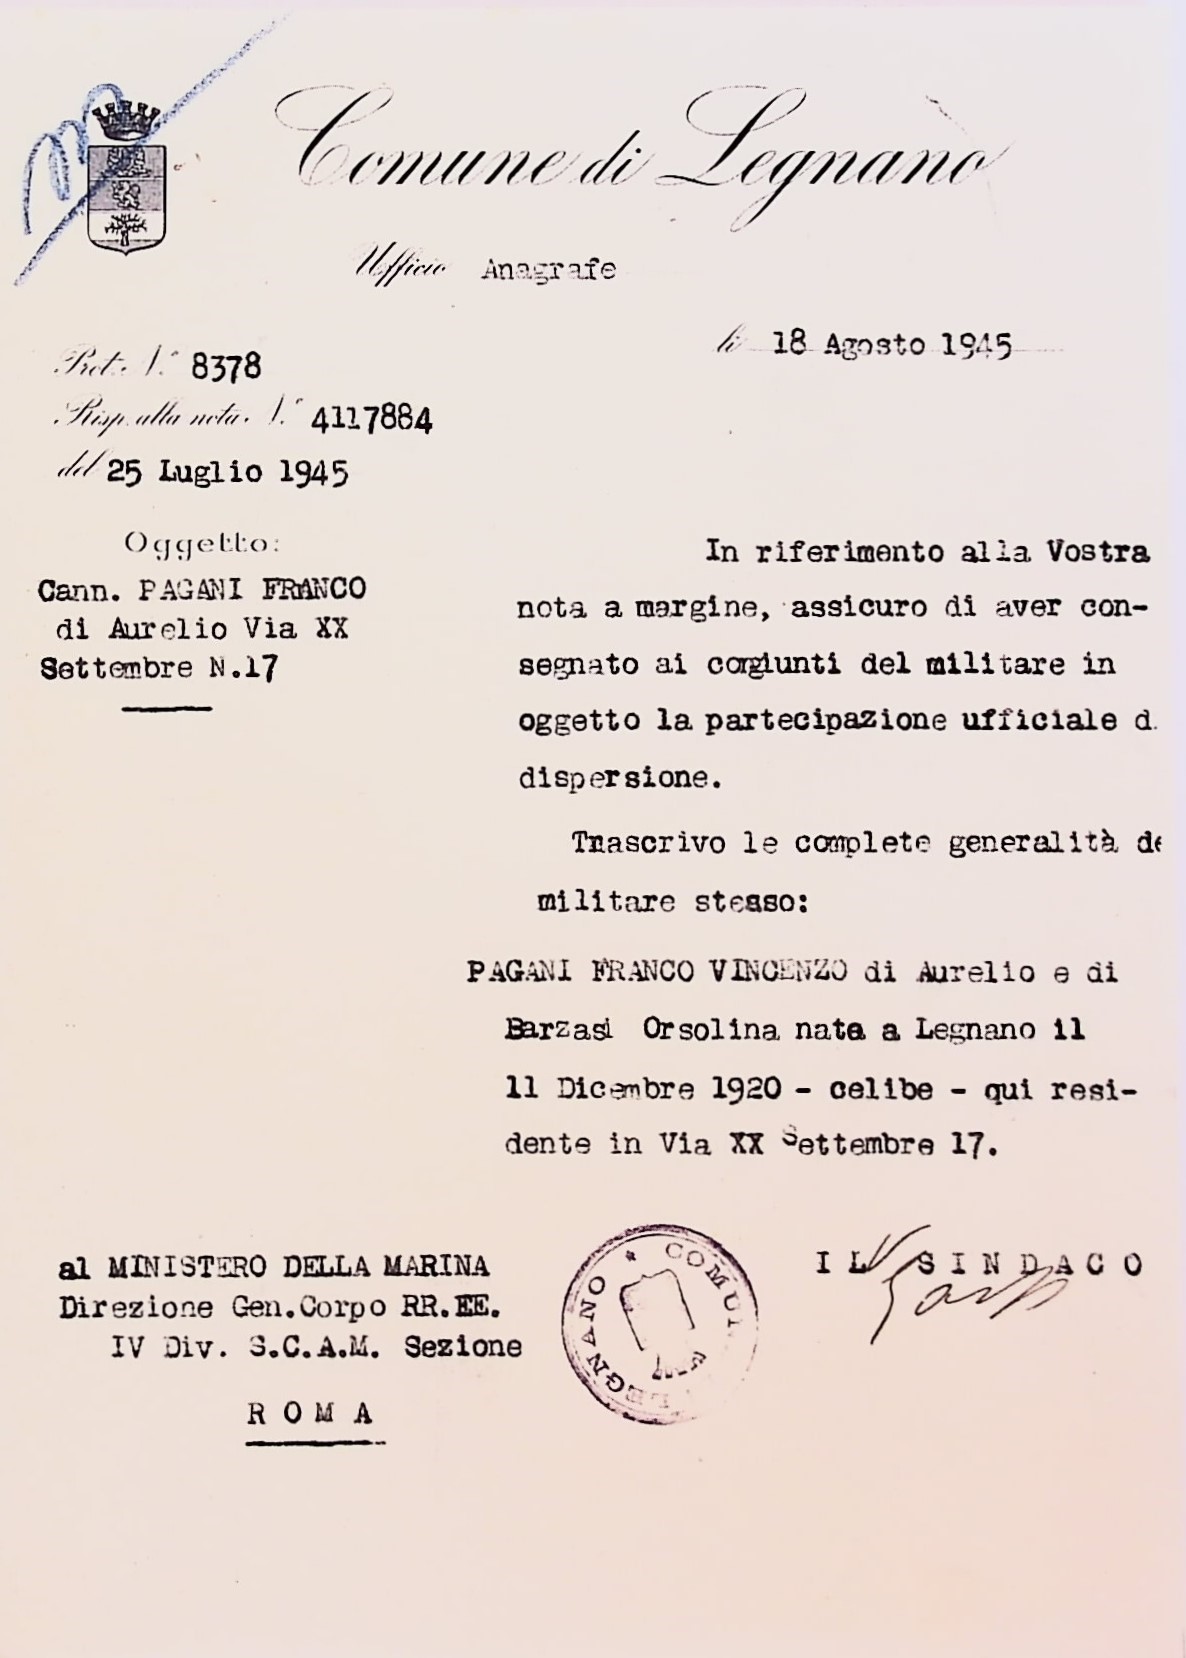 Comune di Legnano
Ufficio Anagrafe
li 18 Agosto 1945
Prot. N.° 8378
Risp. alla nota N.° 4117884
del 25 Luglio 1945
Oggetto:
Cann. PAGANI FRANCO
di Aurelio Via XX
Settembre N.17
In riferimento alla Vostra
nota a margine, assicuro di aver con-
segnato ai congiunti del militare in
oggetto la partecipazione ufficiale d
dispersione.
Tnascrivo le complete generalità de
militare stesso:
PAGANI FRANCO VINCENZO di Aurelio e di
Barzasi Orsolina nato a Legnano il
11 Dicembre 1920 - celibe - qui resi-
dente in Via XX Settembre 17.
al MINISTERO DELLA MARINA
Direzione Gen.Corpo RR.EE.
IV Div. S.C.A.M. Sezione
ROMA
COMUN
LEGNANO
IL SINDACO